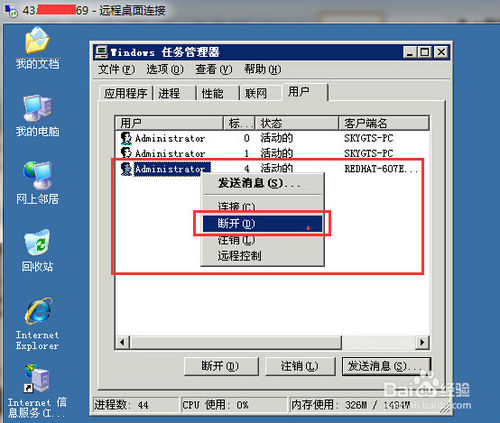 43.        69 - 远程桌面连接
我的文档
我的电脑
网上邻居
回收站
Internet
Explorer
Internet 信
息服务(I...
Windows 任务管理器
文件(F) 选项(O) 查看(V) 帮助(H)
应用程序 进程 性能 联网 用户
用户 标... 状态 客户端名
Administrator 0 活动的 SKYGTS-PC
Administrator 1 活动的 SKYGTS-PC
Administrator 4 活动的 REDHAT-607E...
发送消息(S)...
连接(C)
断开(D)
注销(L)
远程控制
断开(D) 注销(L) 发送消息(S)...
进程数: 44 CPU 使用: 0% 内存使用: 326M / 1494M
Baidu经验